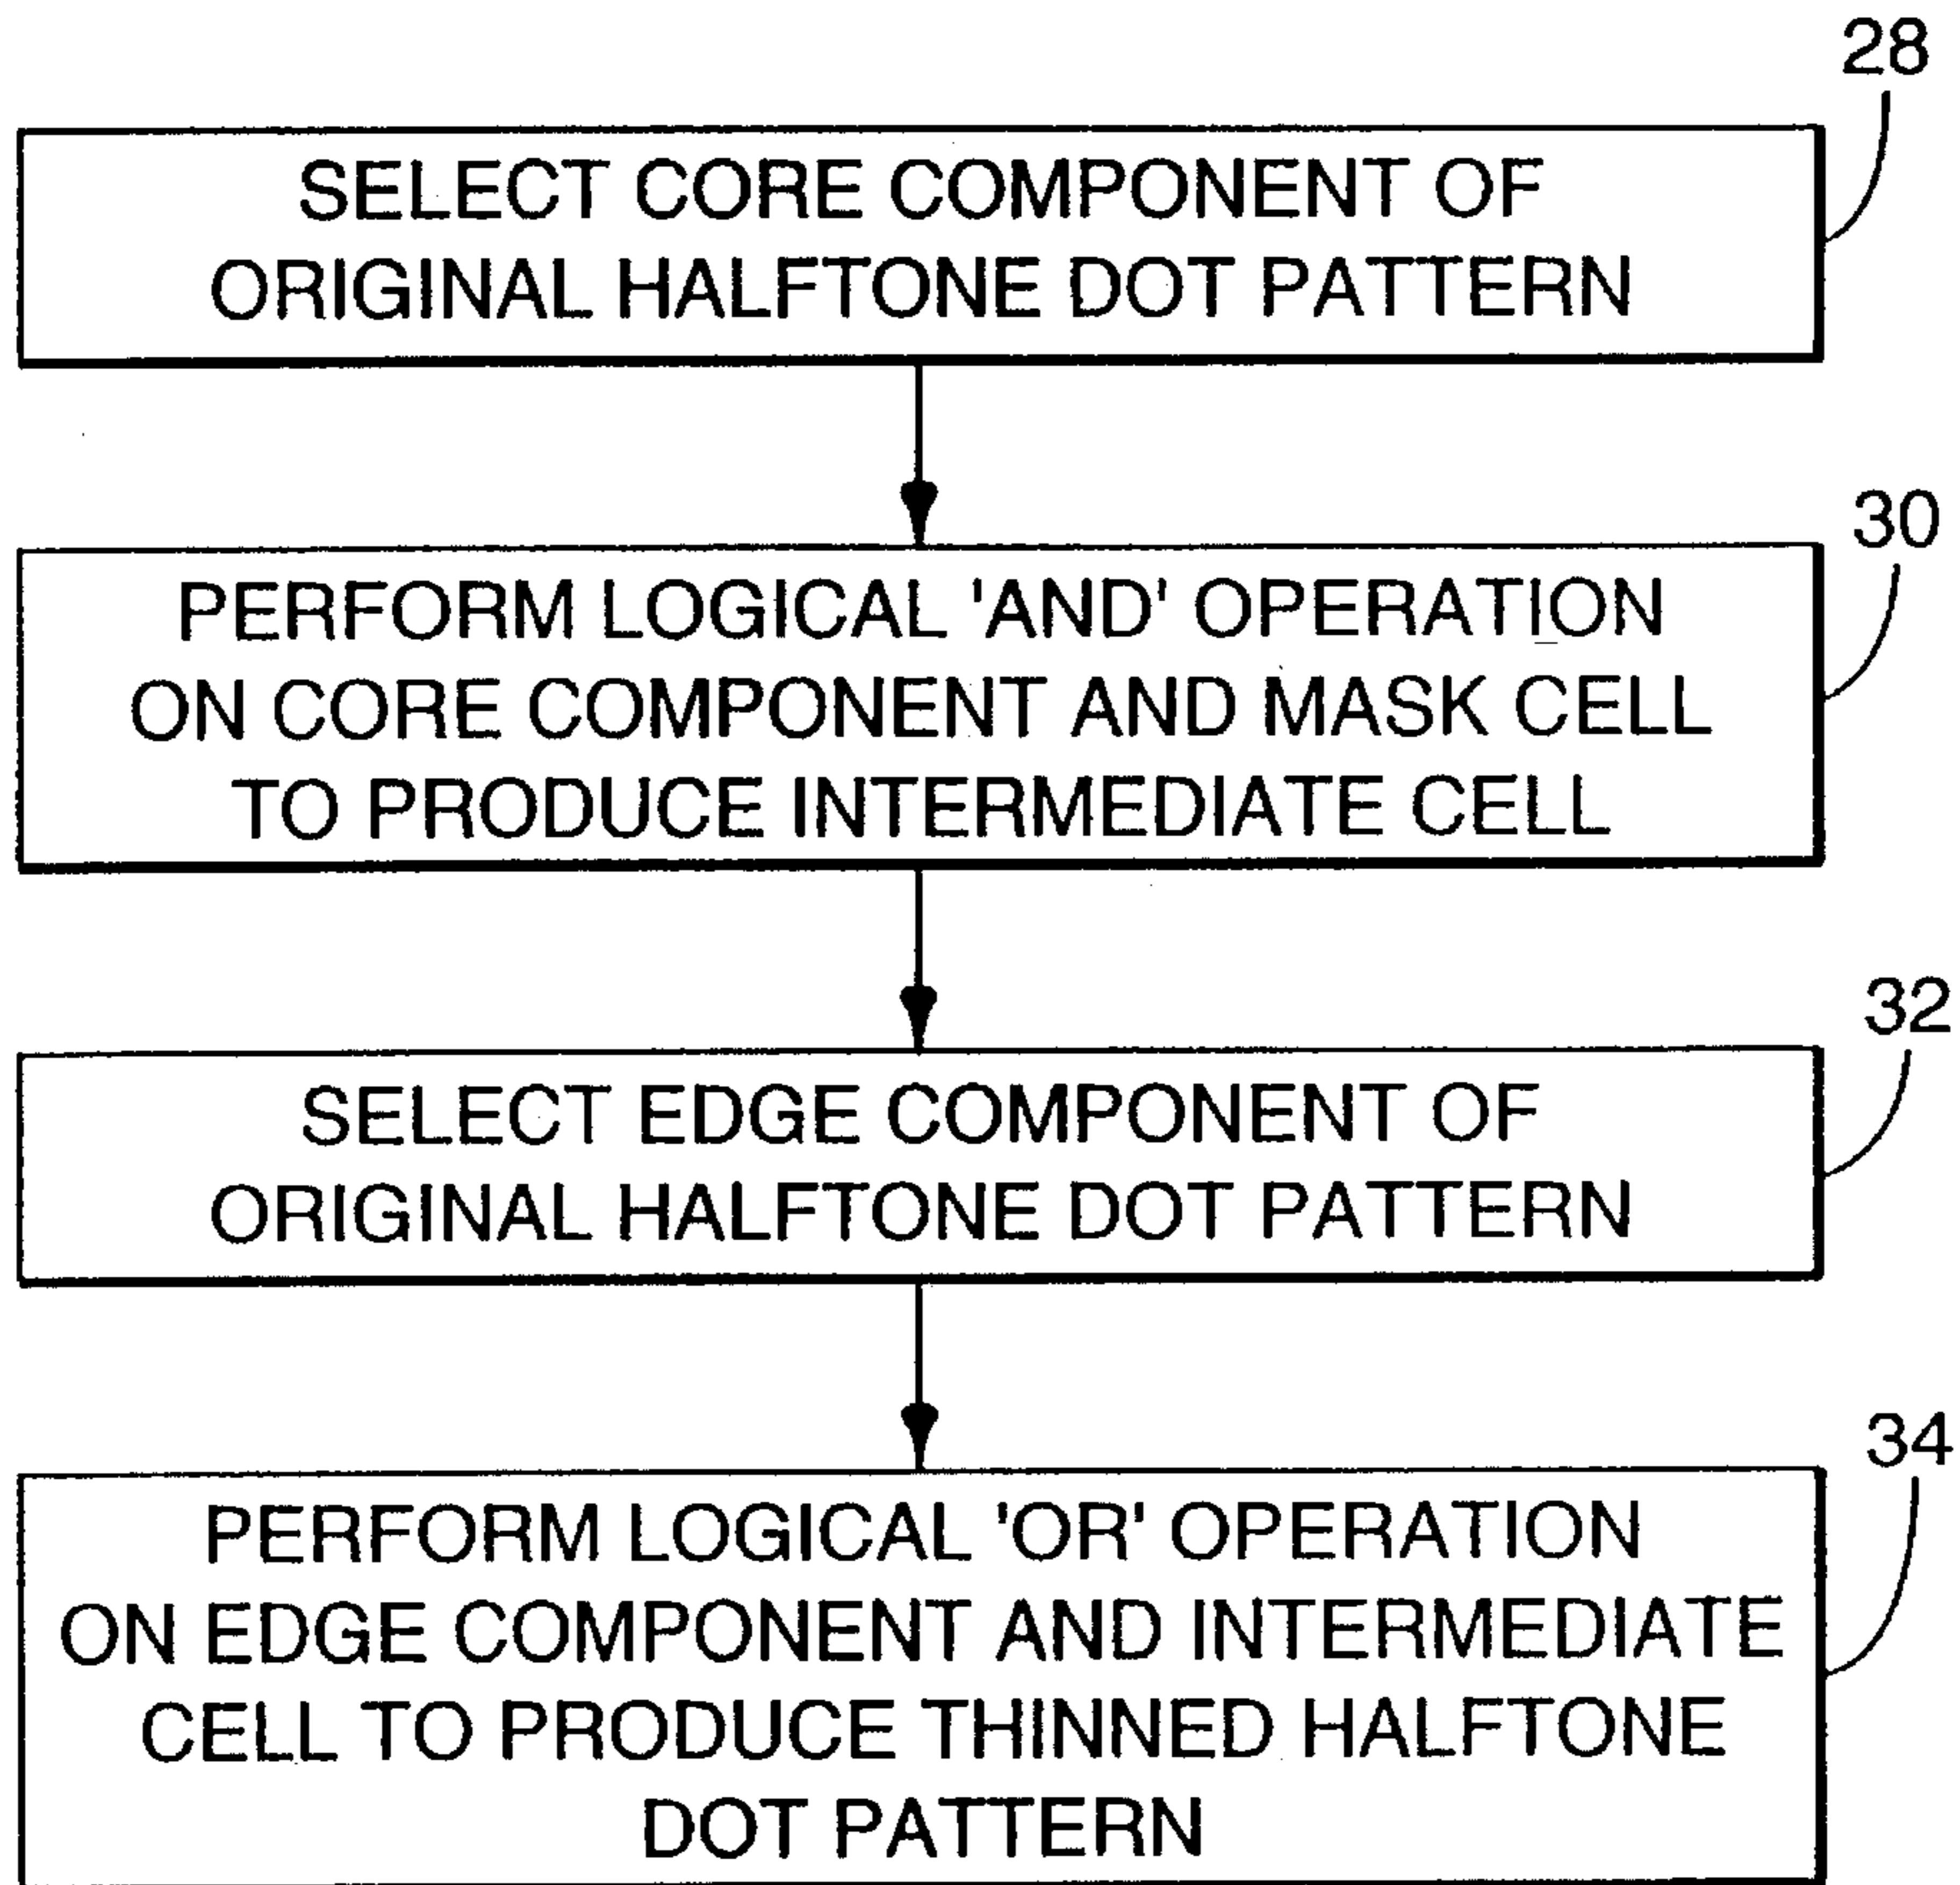 28
SELECT CORE COMPONENT OF
ORIGINAL HALFTONE DOT PATTERN
30
PERFORM LOGICAL 'AND' OPERATION
ON CORE COMPONENT AND MASK CELL
TO PRODUCE INTERMEDIATE CELL
32
SELECT EDGE COMPONENT OF
ORIGINAL HALFTONE DOT PATTERN
34
PERFORM LOGICAL 'OR' OPERATION
ON EDGE COMPONENT AND INTERMEDIATE
CELL TO PRODUCE THINNED HALFTONE
DOT PATTERN